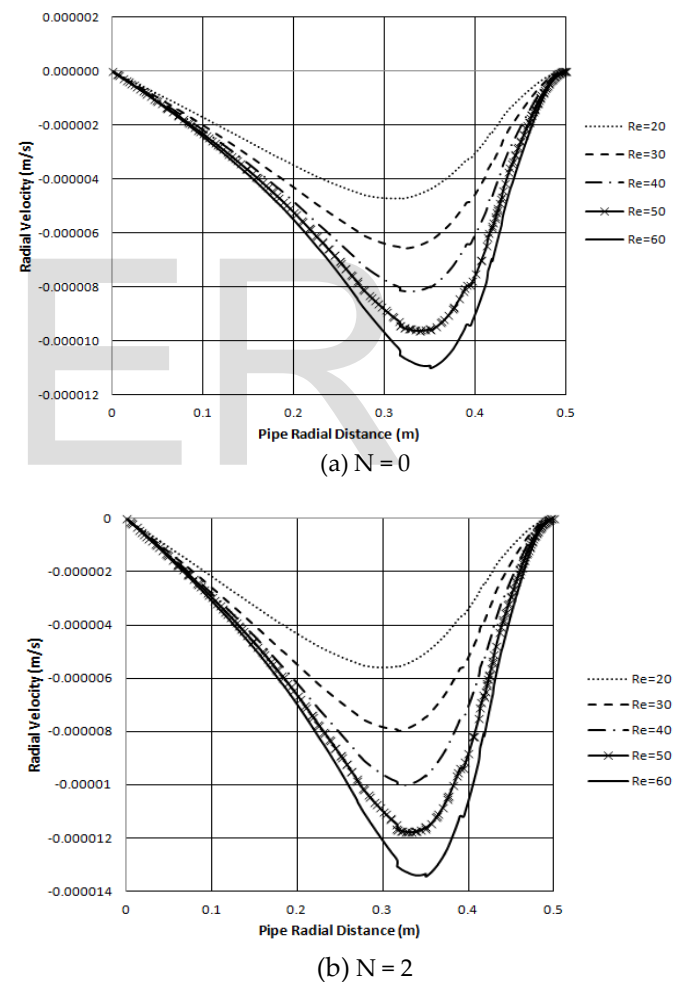 0.000002
0.000000
-0.000002
-0.000004
-0.000006
-0.000008
-0.000010
-0.000012
Radial Velocity (m/s)
0 0.1 0.2 0.3 0.4 0.5
Pipe Radial Distance (m)
Re=20
Re=30
Re=40
Re=50
Re=60
ER
(a) N = 0
0
-0.000002
-0.000004
-0.000006
-0.000008
-0.00001
-0.000012
-0.000014
Radial Velocity (m/s)
0 0.1 0.2 0.3 0.4 0.5
Pipe Radial Distance (m)
Re=20
Re=30
Re=40
Re=50
Re=60
(b) N = 2